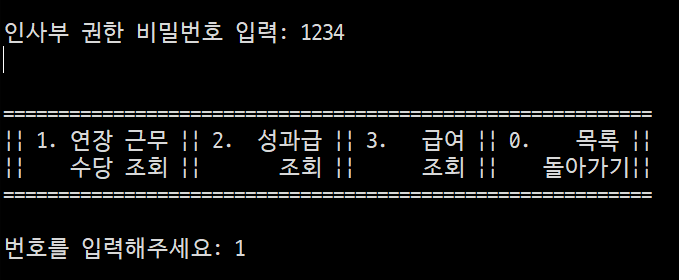 인사부 권한 비밀번호 입력: 1234
===========================================================
¦¦ 1. 연장 근무 ¦¦ 2.  성과급 ¦¦ 3.   급여 ¦¦ 0.    목록 ¦¦
¦¦    수당 조회 ¦¦       조회 ¦¦      조회 ¦¦    돌아가기¦¦
===========================================================
번호를 입력해주세요: 1